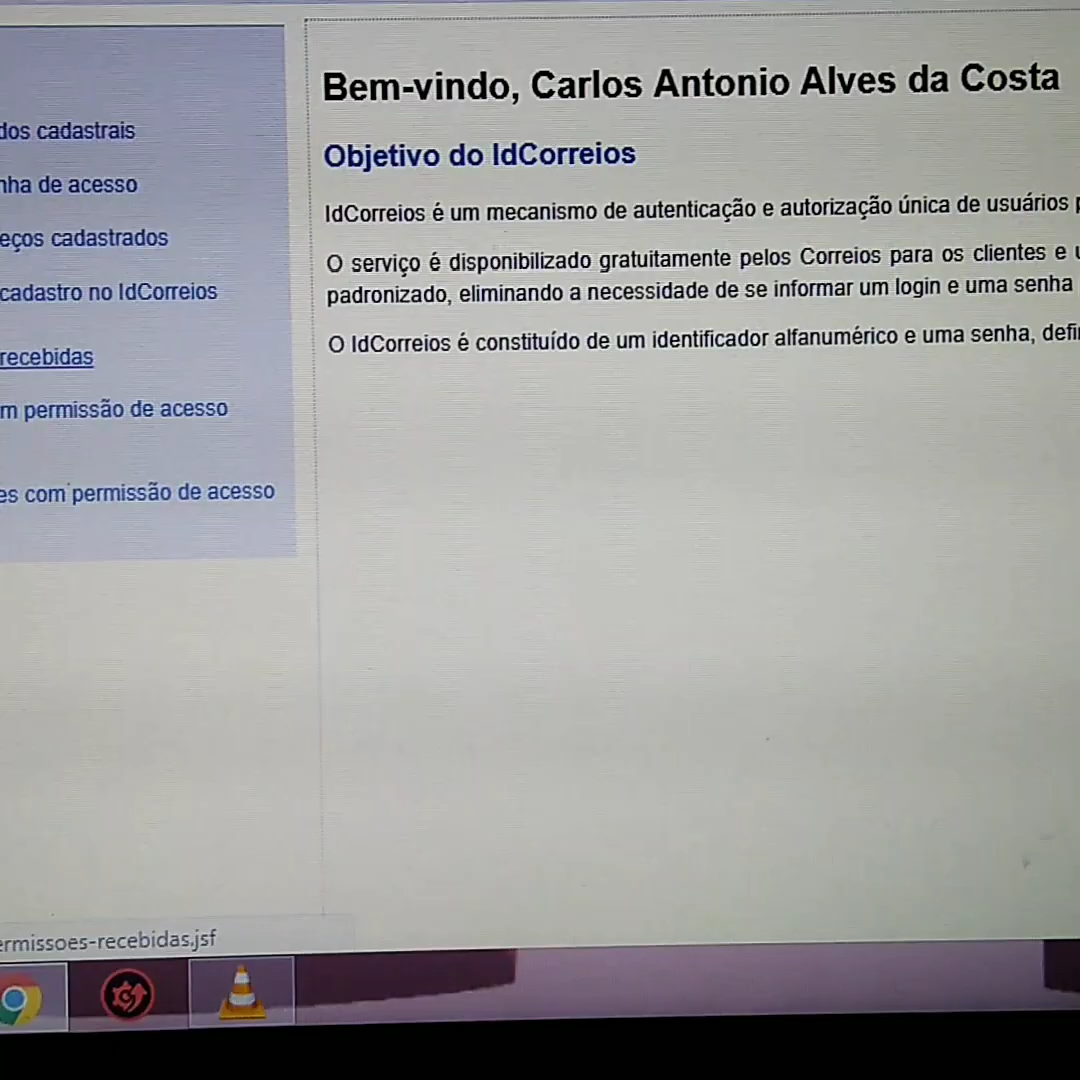 dos cadastrais
nha de acesso
eços cadastrados
cadastro no IdCorreios
recebidas
m permissão de acesso
es com permissão de acesso
Bem-vindo, Carlos Antonio Alves da Costa
Objetivo do IdCorreios
IdCorreios é um mecanismo de autenticação e autorização única de usuários p
O serviço é disponibilizado gratuitamente pelos Correios para os clientes e u
padronizado, eliminando a necessidade de se informar um login e uma senha
O IdCorreios é constituído de um identificador alfanumérico e uma senha, defi
ermissoes-recebidas.jsf